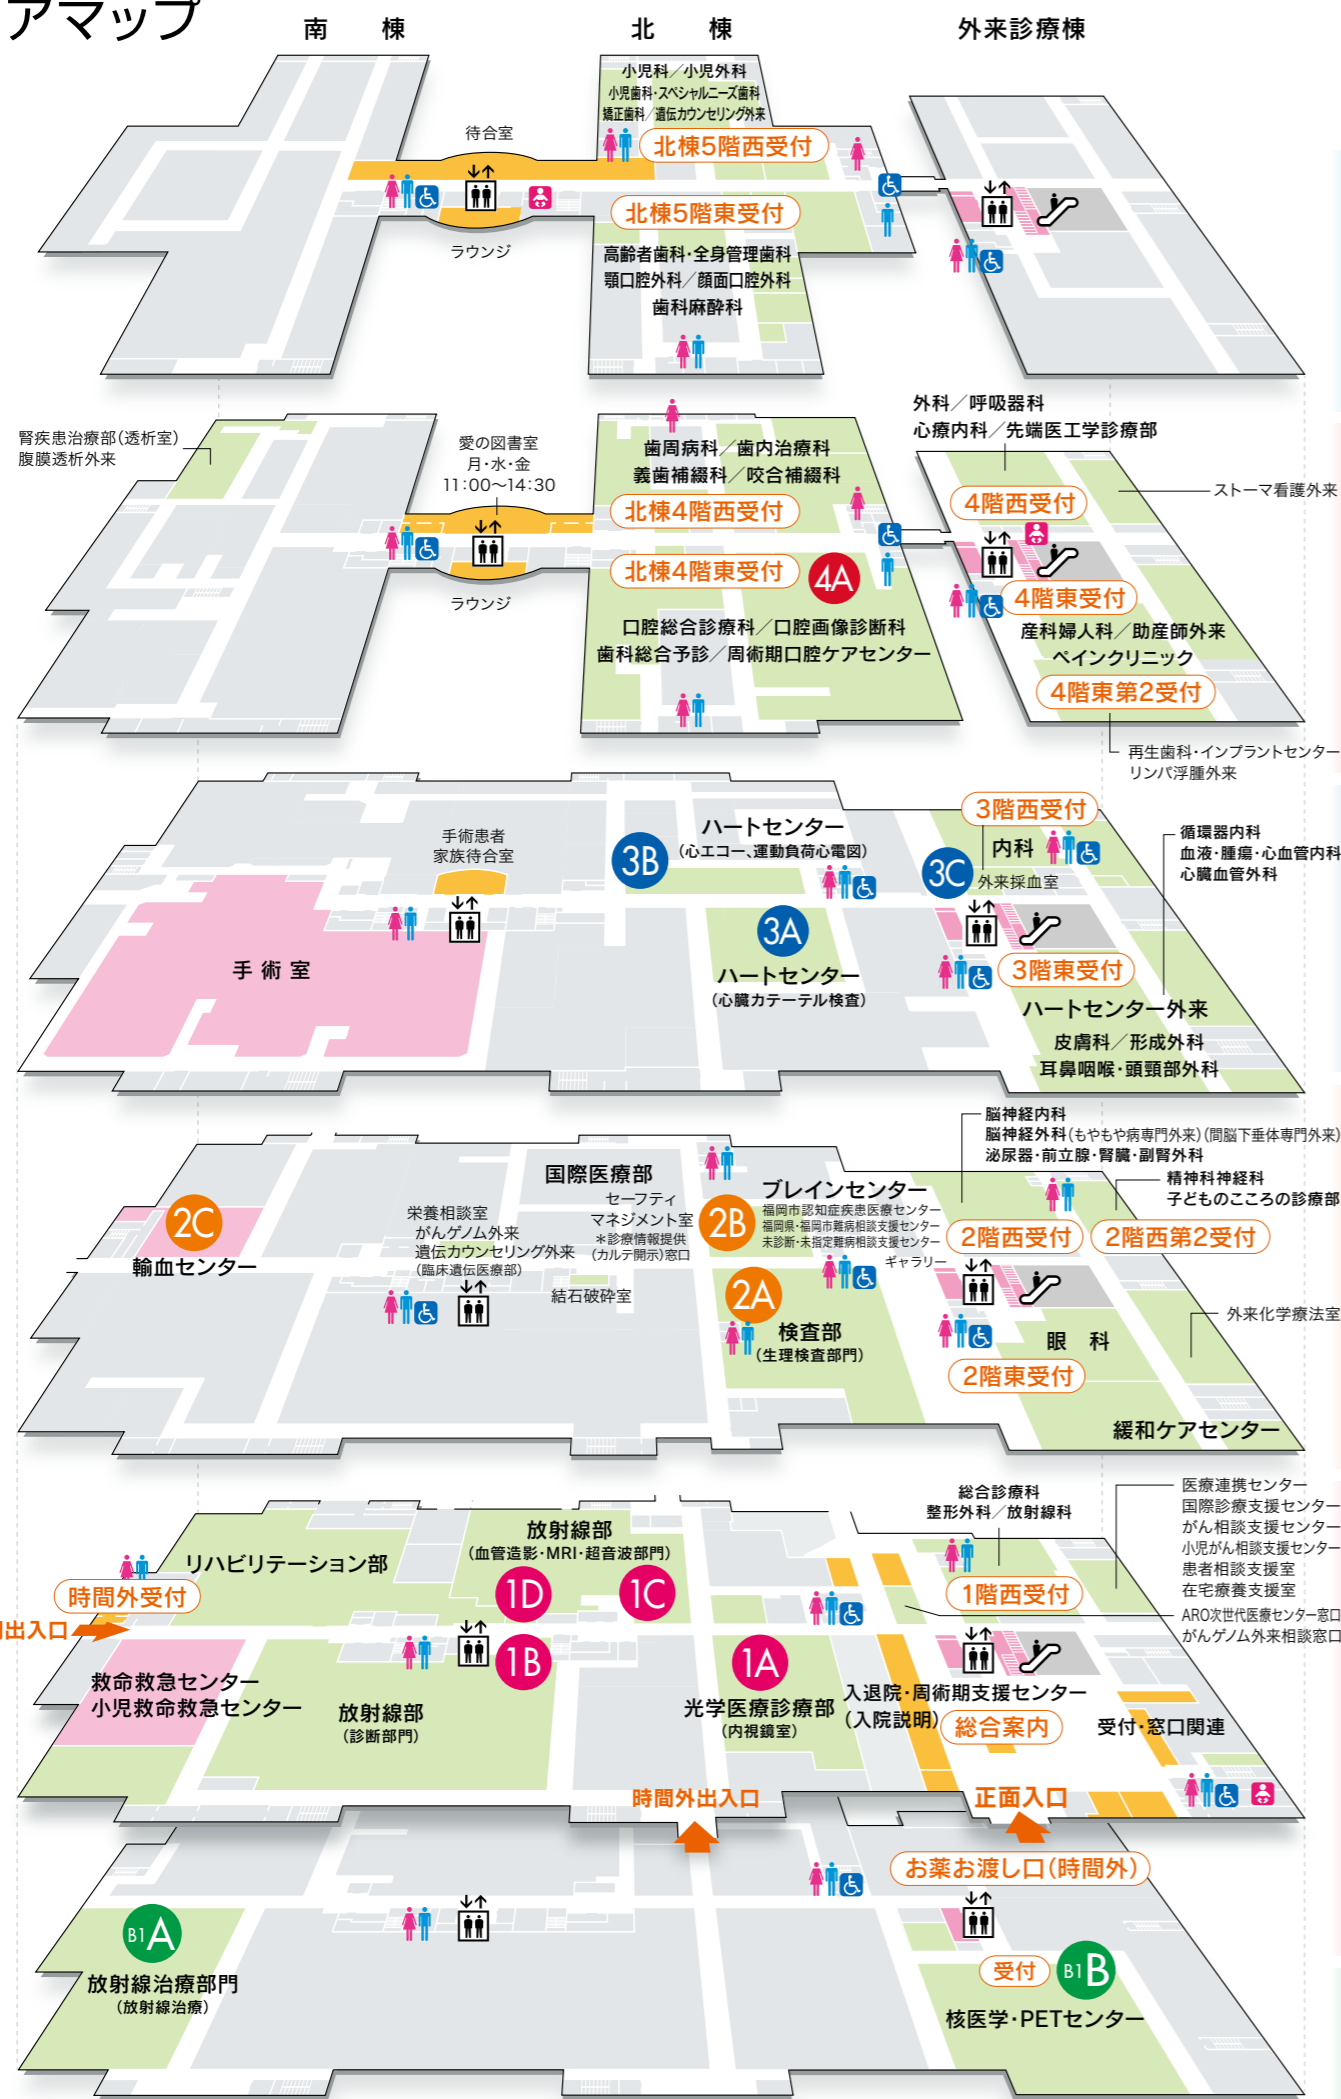 アマップ
南　棟
北　棟
外来診療棟
小児科／小児外科
小児歯科・スペシャルニーズ歯科
矯正歯科／遺伝カウンセリング外来
北棟5階西受付
待合室
北棟5階東受付
ラウンジ
高齢者歯科・全身管理歯科
顎口腔外科／顔面口腔外科
歯科麻酔科
腎疾患治療部（透析室）
腹膜透析外来
愛の図書室
月・水・金
11：00〜14：30
ラウンジ
歯周病科／歯内治療科
義歯補綴科／咬合補綴科
北棟4階西受付
北棟4階東受付
4A
口腔総合診療科／口腔画像診断科
歯科総合予診／周術期口腔ケアセンター
外科／呼吸器科
心療内科／先端医工学診療部
4階西受付
ストーマ看護外来
4階東受付
産科婦人科／助産師外来
ペインクリニック
4階東第2受付
再生歯科・インプラントセンター
リンパ浮腫外来
手術患者
家族待合室
手術室
3B
ハートセンター
（心エコー、運動負荷心電図）
3A
ハートセンター
（心臓カテーテル検査）
3階西受付
内科
3C
外来採血室
循環器内科
血液・腫瘍・心血管内科
心臓血管外科
3階東受付
ハートセンター外来
皮膚科／形成外科
耳鼻咽喉・頭頸部外科
脳神経内科
脳神経外科（もやもや病専門外来）（間脳下垂体専門外来）
泌尿器・前立腺・腎臓・副腎外科
精神科神経科
子どものこころの診療部
2C
輸血センター
国際医療部
栄養相談室
がんゲノム外来
遺伝カウンセリング外来
（臨床遺伝医療部）
セーフティ
マネジメント室
＊診療情報提供
（カルテ開示）窓口
結石破砕室
2B
ブレインセンター
福岡市認知症疾患医療センター
福岡県・福岡市難病相談支援センター
未診断・未指定難病相談支援センター
ギャラリー
2A
検査部
（生理検査部門）
2階西受付
2階西第2受付
外来化学療法室
眼　科
2階東受付
緩和ケアセンター
総合診療科
整形外科／放射線科
医療連携センター
国際診療支援センター
がん相談支援センター
小児がん相談支援センター
患者相談支援室
在宅療養支援室
ARO次世代医療センター窓口
がんゲノム外来相談窓口
リハビリテーション部
時間外受付
出入口
放射線部
（血管造影・MRI・超音波部門）
1D
1C
1B
1A
1階西受付
救命救急センター
小児救命救急センター
放射線部
（診断部門）
光学医療診療部
（内視鏡室）
入退院・周術期支援センター
（入院説明）
総合案内
受付・窓口関連
時間外出入口
正面入口
お薬お渡し口（時間外）
B1A
放射線治療部門
（放射線治療）
受付
B1B
核医学・PETセンター